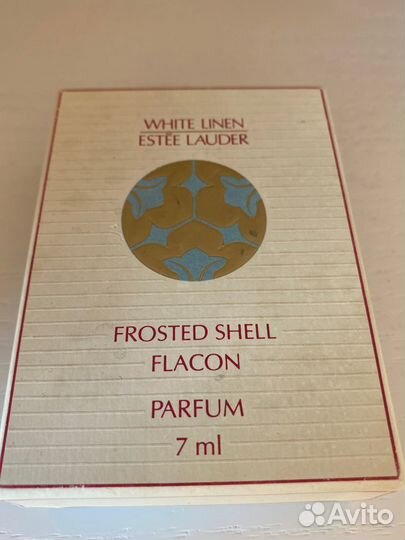 WHITE LINEN
ESTĒE LAUDER
FROSTED SHELL
FLACON
PARFUM
7 ml
Avito